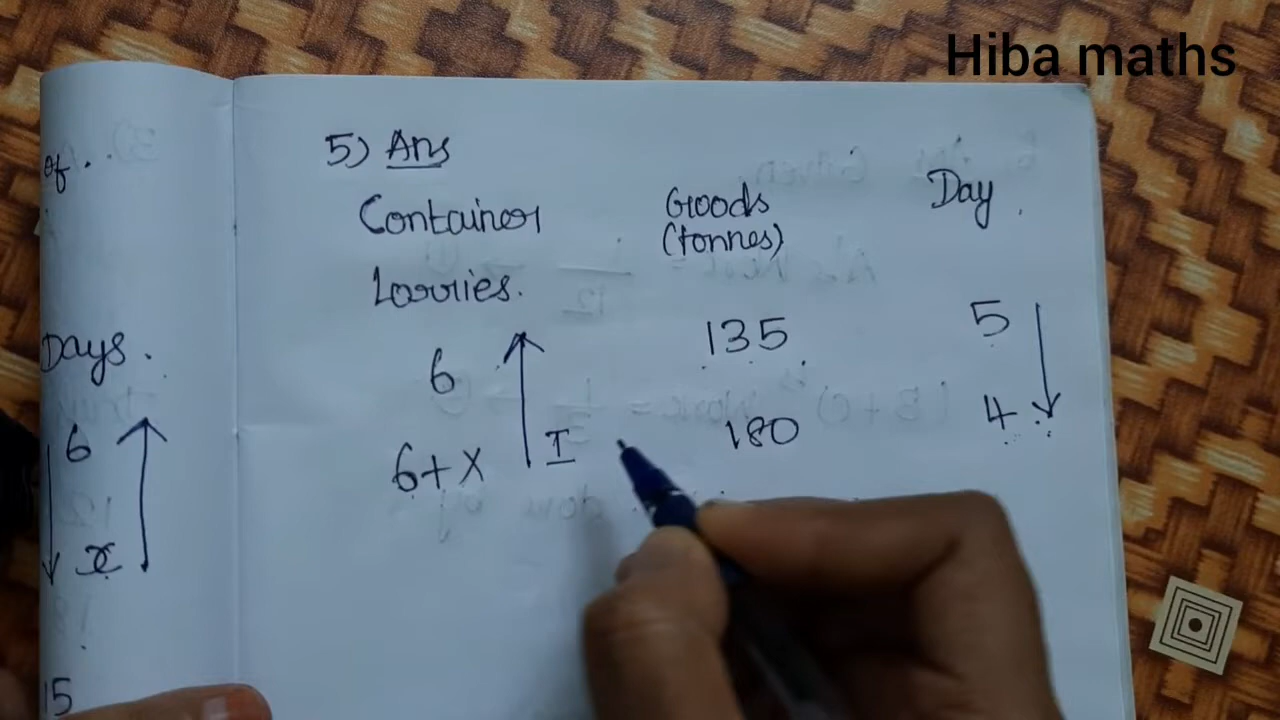 Hiba maths
of.
Days.
6
x
15
5) Ans
Container Goods Day.
Lorries. (tonnes)
6 135 5
6+x I 180 4